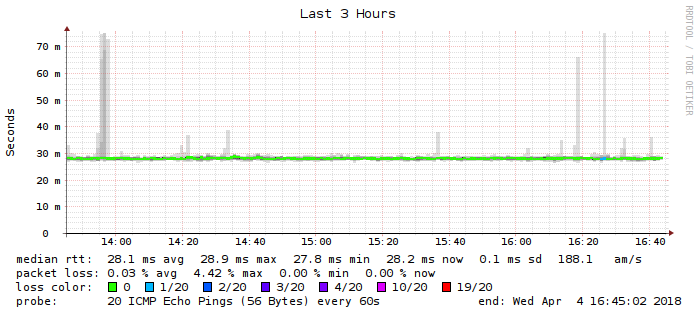 Last 3 Hours
RRDTOOL / TOBI OETIKER
Seconds
70 m
60 m
50 m
40 m
30 m
20 m
10 m
0
14:00 14:20 14:40 15:00 15:20 15:40 16:00 16:20 16:40
median rtt: 28.1 ms avg 28.9 ms max 27.8 ms min 28.2 ms now 0.1 ms sd 188.1 am/s
packet loss: 0.03 % avg 4.42 % max 0.00 % min 0.00 % now
loss color: 0 1/20 2/20 3/20 4/20 10/20 19/20
probe: 20 ICMP Echo Pings (56 Bytes) every 60s end: Wed Apr 4 16:45:02 2018